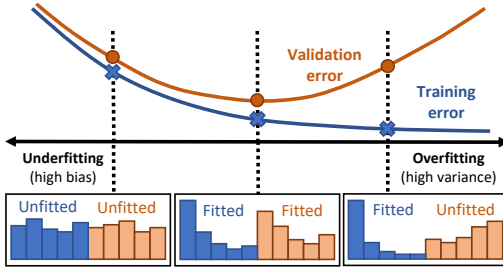 Validation
error
Training
error
Underfitting
(high bias)
Overfitting
(high variance)
Unfitted
Unfitted
Fitted
Fitted
Fitted
Unfitted